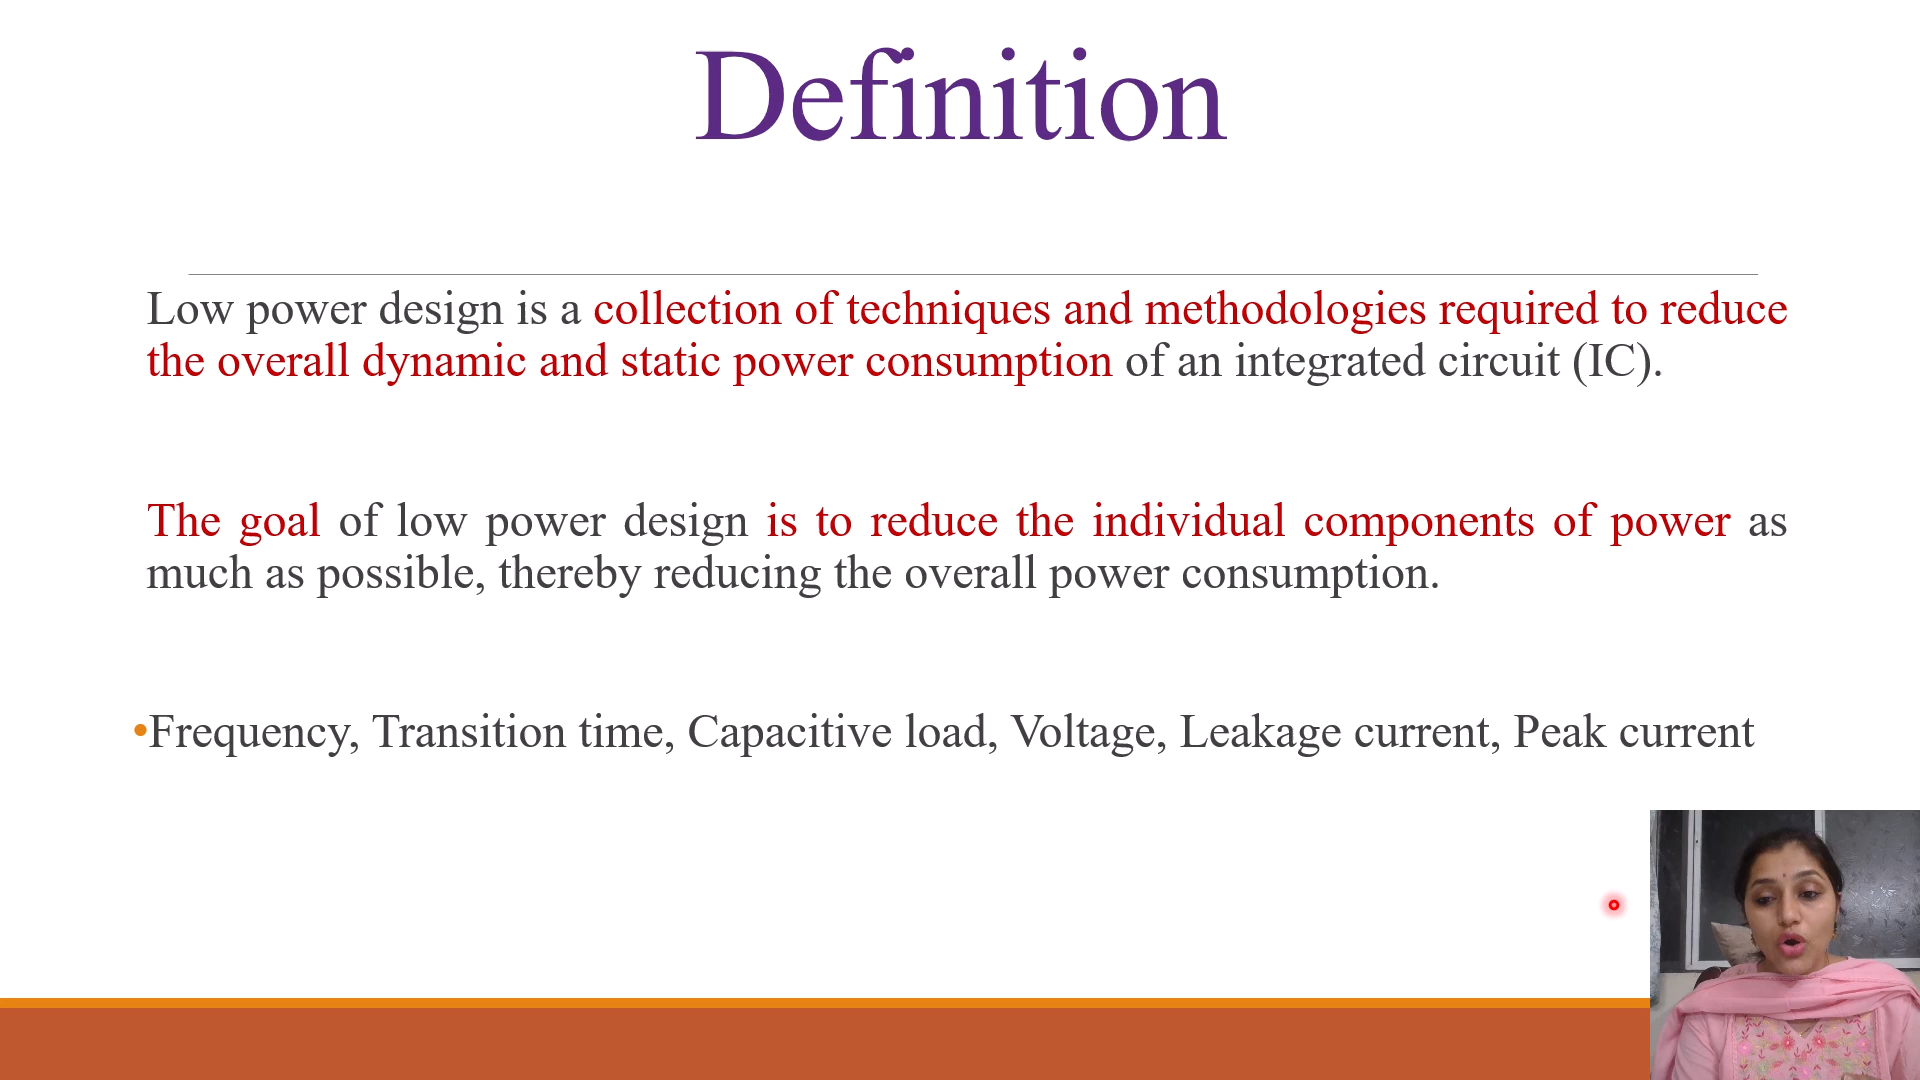 Definition
Low power design is a collection of techniques and methodologies required to reduce
the overall dynamic and static power consumption of an integrated circuit (IC).
The goal of low power design is to reduce the individual components of power as
much as possible, thereby reducing the overall power consumption.
•Frequency, Transition time, Capacitive load, Voltage, Leakage current, Peak current